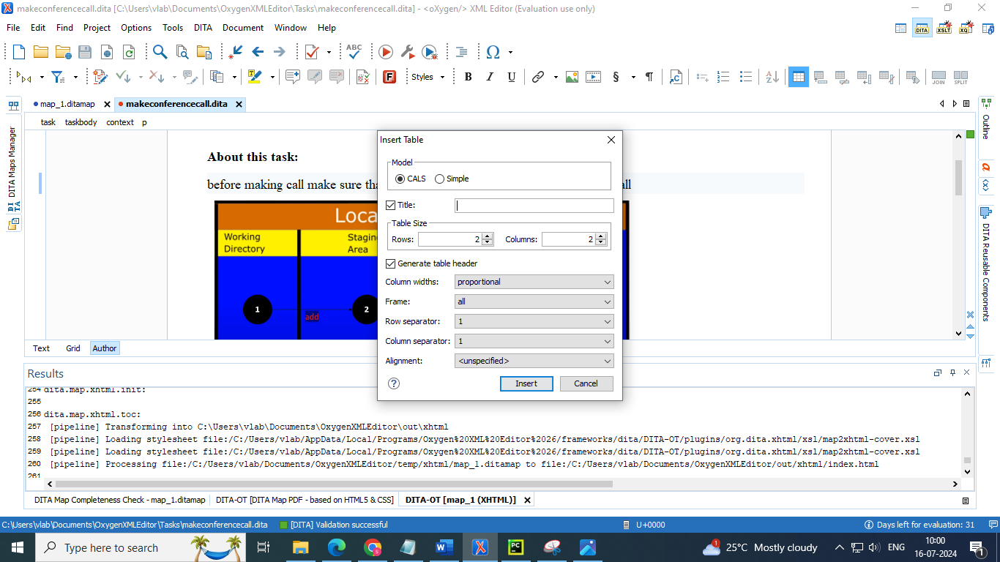 makeconferencecall.dita [C:\Users\vlab\Documents\OxygenXMLEditor\Tasks\makeconferencecall.dita] - <oXygen/> XML Editor (Evaluation use only)
File Edit Find Project Options Tools DITA Document Window Help
DITA XSLT XQ
ABC
Styles B I U § ¶ JOIN SPLIT
map_1.ditamap makeconferencecall.dita
task taskbody context p
DITA Maps Manager
Outline
DITA Reusable Components
About this task:
before making call make sure tha
all
Loca
Working
Directory
Staging
Area
1
add
2
Insert Table
Model
CALS Simple
Title:
Table Size
Rows: 2 Columns: 2
Generate table header
Column widths: proportional
Frame: all
Row separator: 1
Column separator: 1
Alignment: <unspecified>
Insert Cancel
Text Grid Author
Results
254 dita.map.xhtml.init:
255
256 dita.map.xhtml.toc:
257 [pipeline] Transforming into C:\Users\vlab\Documents\OxygenXMLEditor\out\xhtml
258 [pipeline] Loading stylesheet file:/C:/Users/vlab/AppData/Local/Programs/Oxygen%20XML%20Editor%2026/frameworks/dita/DITA-OT/plugins/org.dita.xhtml/xsl/map2xhtml-cover.xsl
259 [pipeline] Loading stylesheet file:/C:/Users/vlab/AppData/Local/Programs/Oxygen%20XML%20Editor%2026/frameworks/dita/DITA-OT/plugins/org.dita.xhtml/xsl/map2xhtml-cover.xsl
260 [pipeline] Processing file:/C:/Users/vlab/Documents/OxygenXMLEditor/temp/xhtml/map_1.ditamap to file:/C:/Users/vlab/Documents/OxygenXMLEditor/out/xhtml/index.html
261
DITA Map Completeness Check - map_1.ditamap DITA-OT [DITA Map PDF - based on HTML5 & CSS] DITA-OT [map_1 (XHTML)]
C:\Users\vlab\Documents\OxygenXMLEditor\Tasks\makeconferencecall.dita [DITA] Validation successful U+0000 Days left for evaluation: 31
Type here to search 25°C Mostly cloudy ENG 10:00
16-07-2024